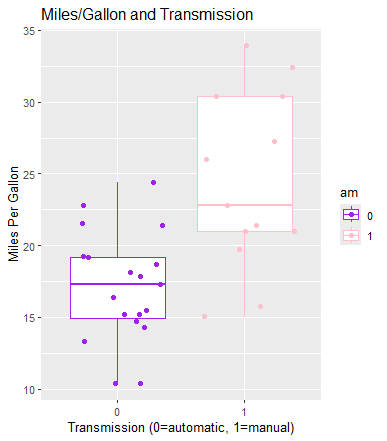 Miles/Gallon and Transmission
35
30
25
20
15
10
Miles Per Gallon
0
1
Transmission (0=automatic, 1=manual)
am
0
1